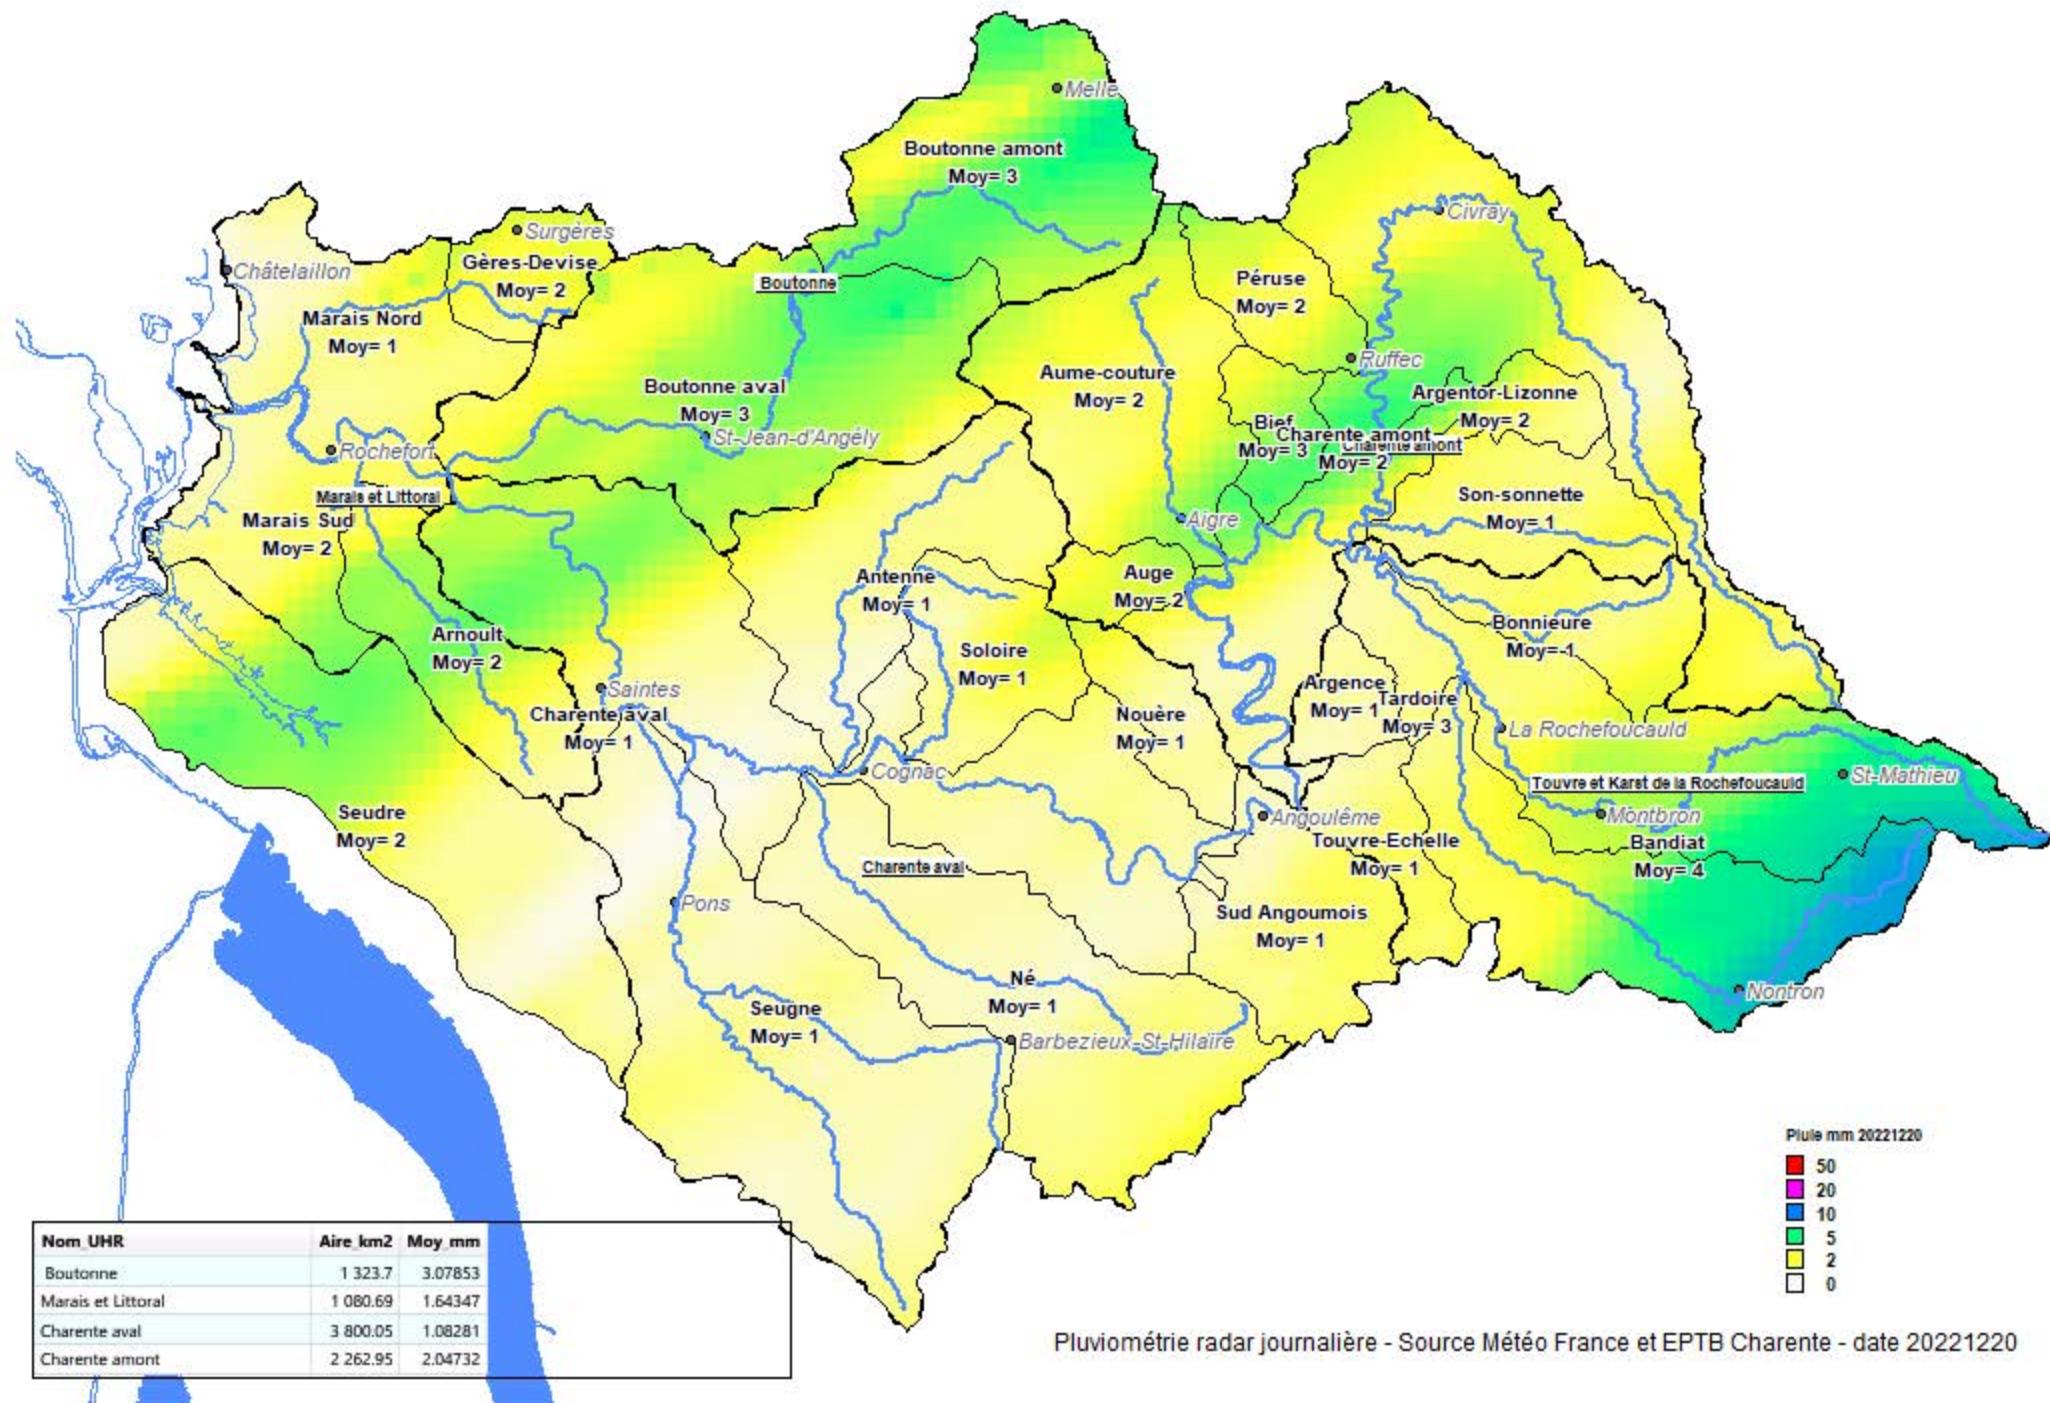 Melle
Boutonne amont
Moy= 3
Civray
Surgères
Châtelaillon
Gères-Devise
Moy= 2
Boutonne
Péruse
Moy= 2
Marais Nord
Moy= 1
Ruffec
Aume-couture
Moy= 2
Boutonne aval
Moy= 3
Argentor-Lizonne
Moy= 2
St-Jean-d'Angély
Bief
Moy= 3
Charente amont
Moy= 2
Charente amont
Rochefort
Marais et Littoral
Son-sonnette
Moy= 1
Marais Sud
Moy= 2
Aigre
Antenne
Moy= 1
Auge
Moy= 2
Arnoult
Moy= 2
Bonnieure
Moy= 1
Soloire
Moy= 1
Saintes
Argence
Moy= 1
Tardoire
Moy= 3
Charente aval
Moy= 1
Nouère
Moy= 1
La Rochefoucauld
Cognac
Touvre et Karst de la Rochefoucauld
St-Mathieu
Seudre
Moy= 2
Angoulême
Montbron
Touvre-Echelle
Moy= 1
Bandiat
Moy= 4
Charente aval
Pons
Sud Angoumois
Moy= 1
Né
Moy= 1
Nontron
Seugne
Moy= 1
Barbezieux-St-Hilaire
Pluie mm 20221220
50
20
10
5
2
0
Nom_UHR Aire_km2 Moy_mm
Boutonne 1 323.7 3.07853
Marais et Littoral 1 080.69 1.64347
Charente aval 3 800.05 1.08281
Charente amont 2 262.95 2.04732
Pluviométrie radar journalière - Source Météo France et EPTB Charente - date 20221220